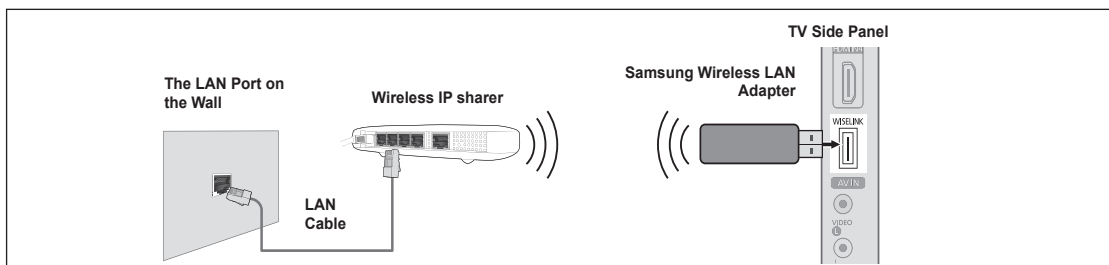 TV Side Panel
The LAN Port on
the Wall
Wireless IP sharer
Samsung Wireless LAN
Adapter
WISELINK
AV IN
LAN
Cable
VIDEO
L